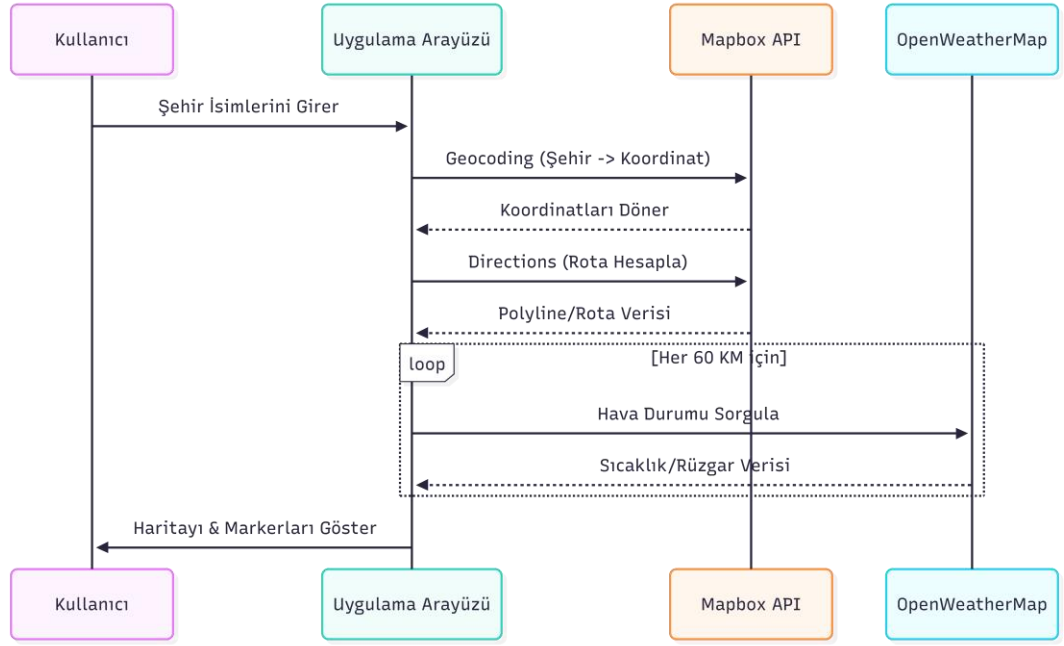 Kullanıcı
Uygulama Arayüzü
Mapbox API
OpenWeatherMap
Şehir İsimlerini Girer
Geocoding (Şehir -> Koordinat)
Koordinatları Döner
Directions (Rota Hesapla)
Polyline/Rota Verisi
loop
[Her 60 KM için]
Hava Durumu Sorgula
Sıcaklık/Rüzgar Verisi
Haritayı & Markerları Göster
Kullanıcı
Uygulama Arayüzü
Mapbox API
OpenWeatherMap